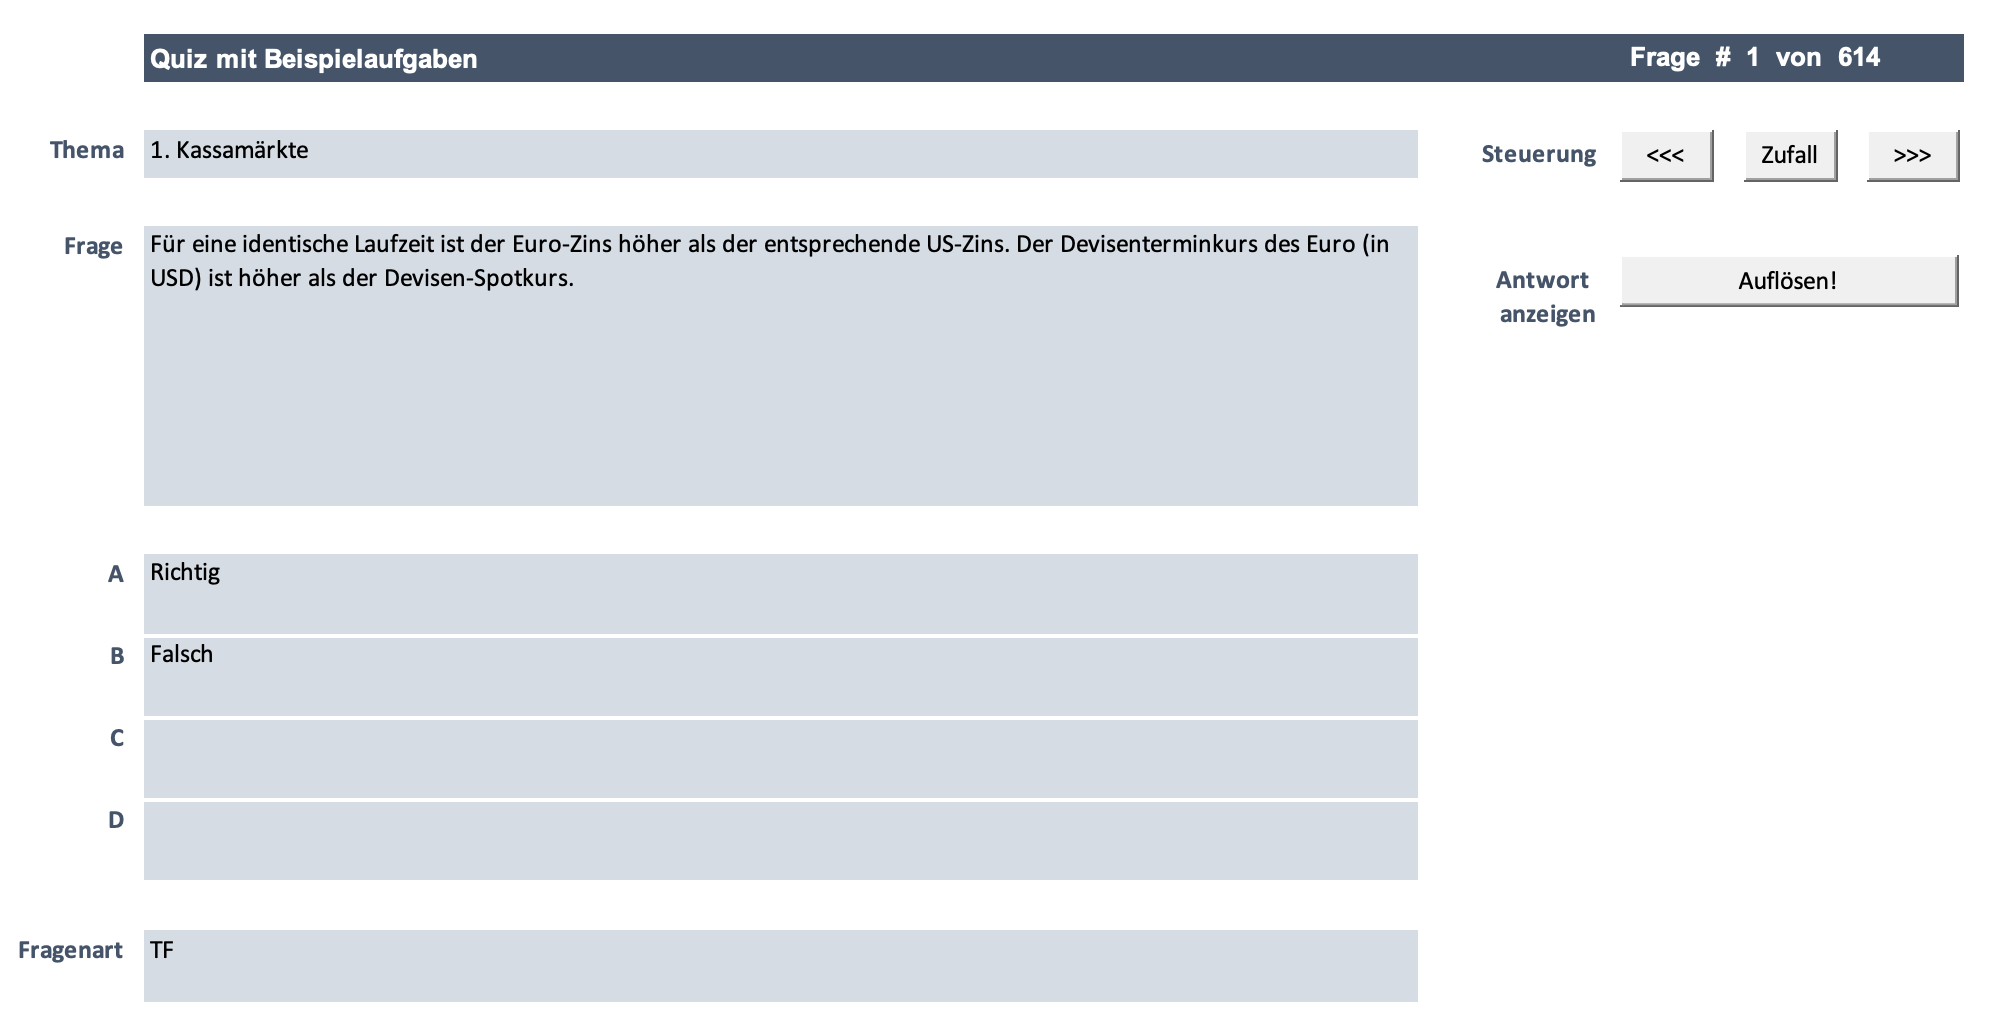 Quiz mit Beispielaufgaben Frage # 1 von 614
Thema 1. Kassamärkte Steuerung <<< Zufall >>>
Frage Für eine identische Laufzeit ist der Euro-Zins höher als der entsprechende US-Zins. Der Devisenterminkurs des Euro (in
USD) ist höher als der Devisen-Spotkurs.
Antwort
anzeigen
Auflösen!
A Richtig
B Falsch
C
D
Fragenart TF